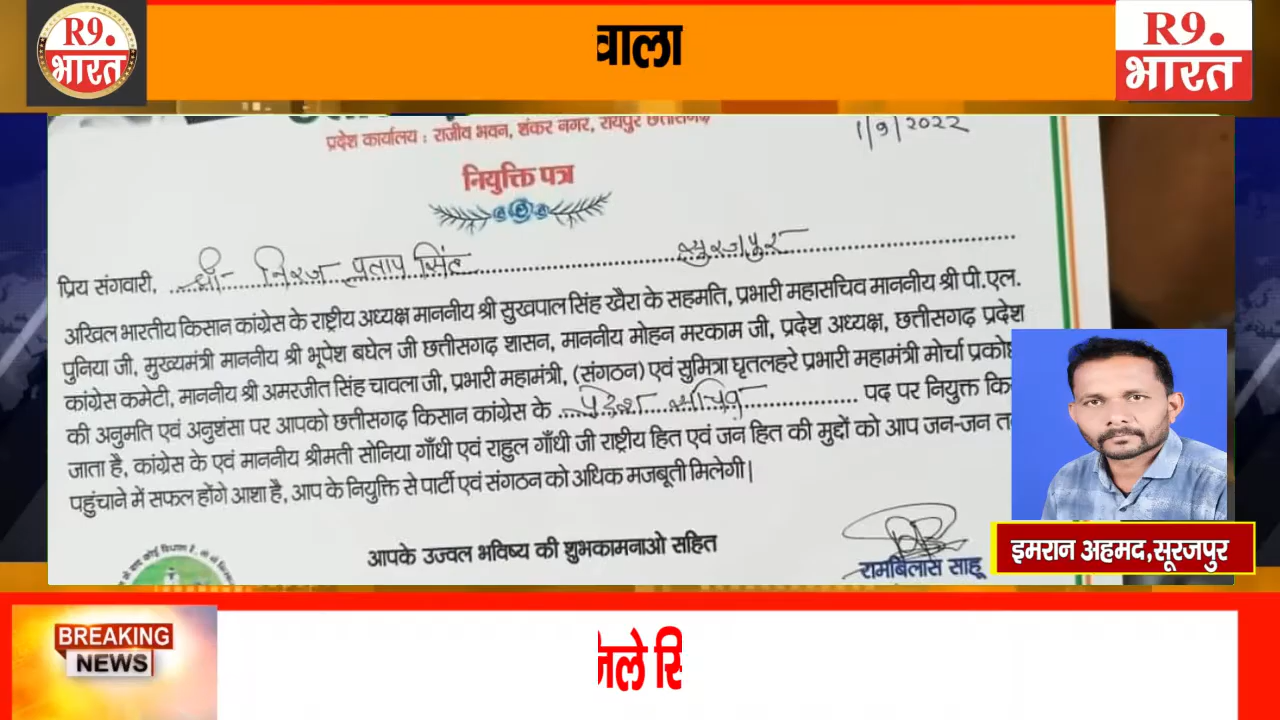 R9.
भारत
वाला
R9.
भारत
प्रदेश कार्यालय : राजीव भवन, शंकर नगर, रायपुर छत्तीसगढ़
1/9/2022
नियुक्ति पत्र
प्रिय संगवारी, श्री- निरज प्रताप सिंह सुरजपुर
अखिल भारतीय किसान कांग्रेस के राष्ट्रीय अध्यक्ष माननीय श्री सुखपाल सिंह खैरा के सहमति, प्रभारी महासचिव माननीय श्री पी.एल.
पुनिया जी, मुख्यमंत्री माननीय श्री भूपेश बघेल जी छत्तीसगढ़ शासन, माननीय मोहन मरकाम जी, प्रदेश अध्यक्ष, छत्तीसगढ़ प्रदेश
कांग्रेस कमेटी, माननीय श्री अमरजीत सिंह चावला जी, प्रभारी महामंत्री, (संगठन) एवं सुमित्रा घृतलहरे प्रभारी महामंत्री मोर्चा
की अनुमति एवं अनुशंसा पर आपको छत्तीसगढ़ किसान कांग्रेस के प्रदेश सचिव पद पर नियुक्त
जाता है, कांग्रेस के एवं माननीय श्रीमती सोनिया गाँधी एवं राहुल गाँधी जी राष्ट्रीय हित एवं जन हित की मुद्दों को आप जन-जन
पहुंचाने में सफल होंगे आशा है, आप के नियुक्ति से पार्टी एवं संगठन को अधिक मजबूती मिलेगी|
आपके उज्वल भविष्य की शुभकामनाओ सहित
रामबिलास साहू
इमरान अहमद,सूरजपुर
BREAKING
NEWS
जिले